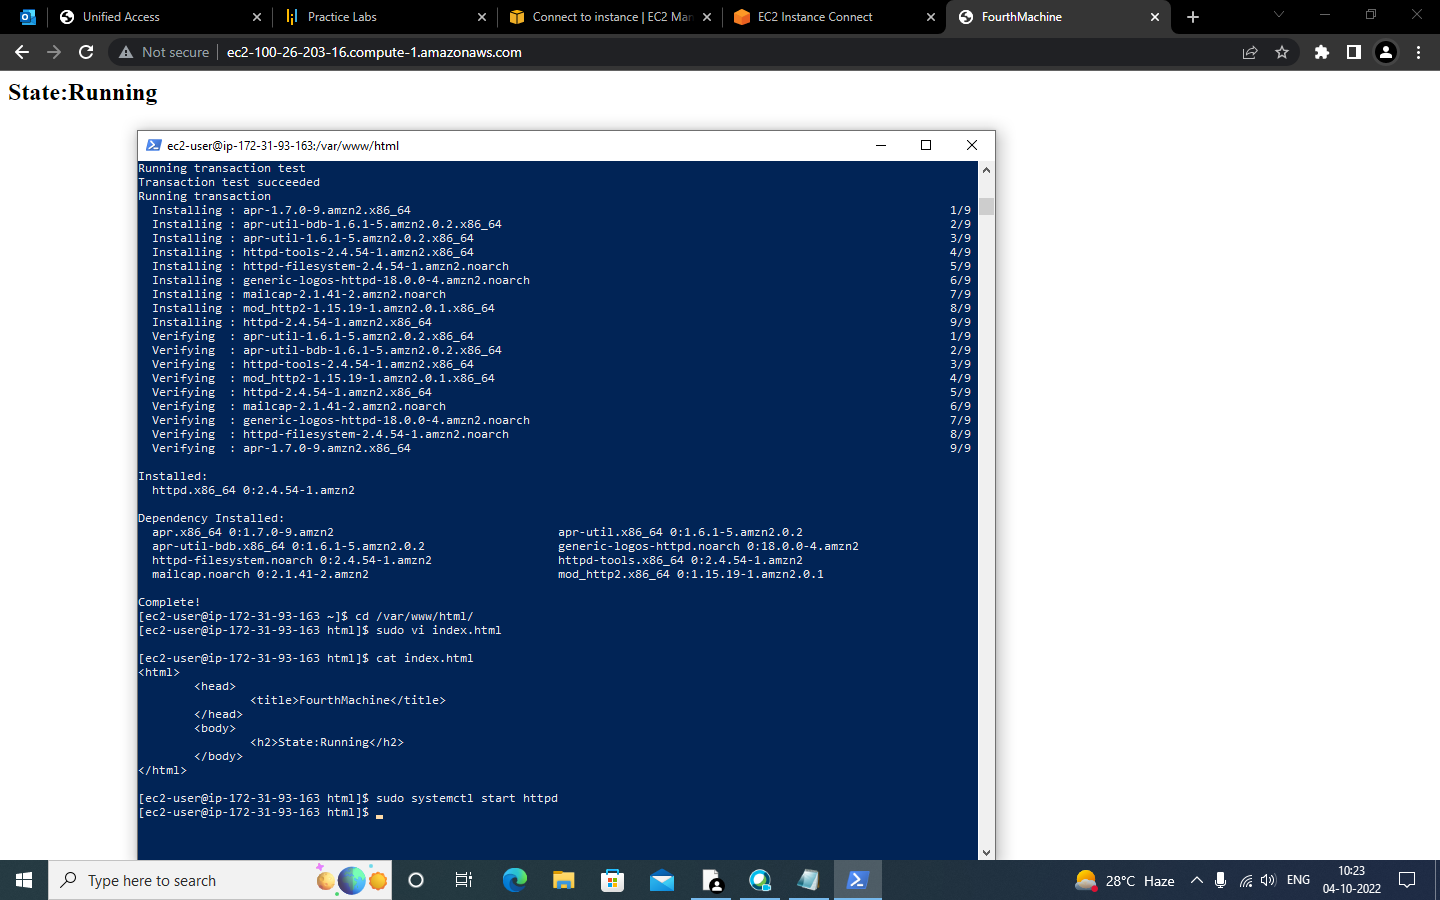 Unified Access
Practice Labs
Connect to instance | EC2 Man
EC2 Instance Connect
FourthMachine
Not secure
ec2-100-26-203-16.compute-1.amazonaws.com
State:Running
ec2-user@ip-172-31-93-163:/var/www/html
Running transaction test
Transaction test succeeded
Running transaction
Installing : apr-1.7.0-9.amzn2.x86_64 1/9
Installing : apr-util-bdb-1.6.1-5.amzn2.0.2.x86_64 2/9
Installing : apr-util-1.6.1-5.amzn2.0.2.x86_64 3/9
Installing : httpd-tools-2.4.54-1.amzn2.x86_64 4/9
Installing : httpd-filesystem-2.4.54-1.amzn2.noarch 5/9
Installing : generic-logos-httpd-18.0.0-4.amzn2.noarch 6/9
Installing : mailcap-2.1.41-2.amzn2.noarch 7/9
Installing : mod_http2-1.15.19-1.amzn2.0.1.x86_64 8/9
Installing : httpd-2.4.54-1.amzn2.x86_64 9/9
Verifying : apr-util-1.6.1-5.amzn2.0.2.x86_64 1/9
Verifying : apr-util-bdb-1.6.1-5.amzn2.0.2.x86_64 2/9
Verifying : httpd-tools-2.4.54-1.amzn2.x86_64 3/9
Verifying : mod_http2-1.15.19-1.amzn2.0.1.x86_64 4/9
Verifying : httpd-2.4.54-1.amzn2.x86_64 5/9
Verifying : mailcap-2.1.41-2.amzn2.noarch 6/9
Verifying : generic-logos-httpd-18.0.0-4.amzn2.noarch 7/9
Verifying : httpd-filesystem-2.4.54-1.amzn2.noarch 8/9
Verifying : apr-1.7.0-9.amzn2.x86_64 9/9
Installed:
httpd.x86_64 0:2.4.54-1.amzn2
Dependency Installed:
apr.x86_64 0:1.7.0-9.amzn2 apr-util.x86_64 0:1.6.1-5.amzn2.0.2
apr-util-bdb.x86_64 0:1.6.1-5.amzn2.0.2 generic-logos-httpd.noarch 0:18.0.0-4.amzn2
httpd-filesystem.noarch 0:2.4.54-1.amzn2 httpd-tools.x86_64 0:2.4.54-1.amzn2
mailcap.noarch 0:2.1.41-2.amzn2 mod_http2.x86_64 0:1.15.19-1.amzn2.0.1
Complete!
[ec2-user@ip-172-31-93-163 ~]$ cd /var/www/html/
[ec2-user@ip-172-31-93-163 html]$ sudo vi index.html
[ec2-user@ip-172-31-93-163 html]$ cat index.html
<html>
<head>
<title>FourthMachine</title>
</head>
<body>
<h2>State:Running</h2>
</body>
</html>
[ec2-user@ip-172-31-93-163 html]$ sudo systemctl start httpd
[ec2-user@ip-172-31-93-163 html]$
Type here to search
28°C Haze
ENG
10:23
04-10-2022